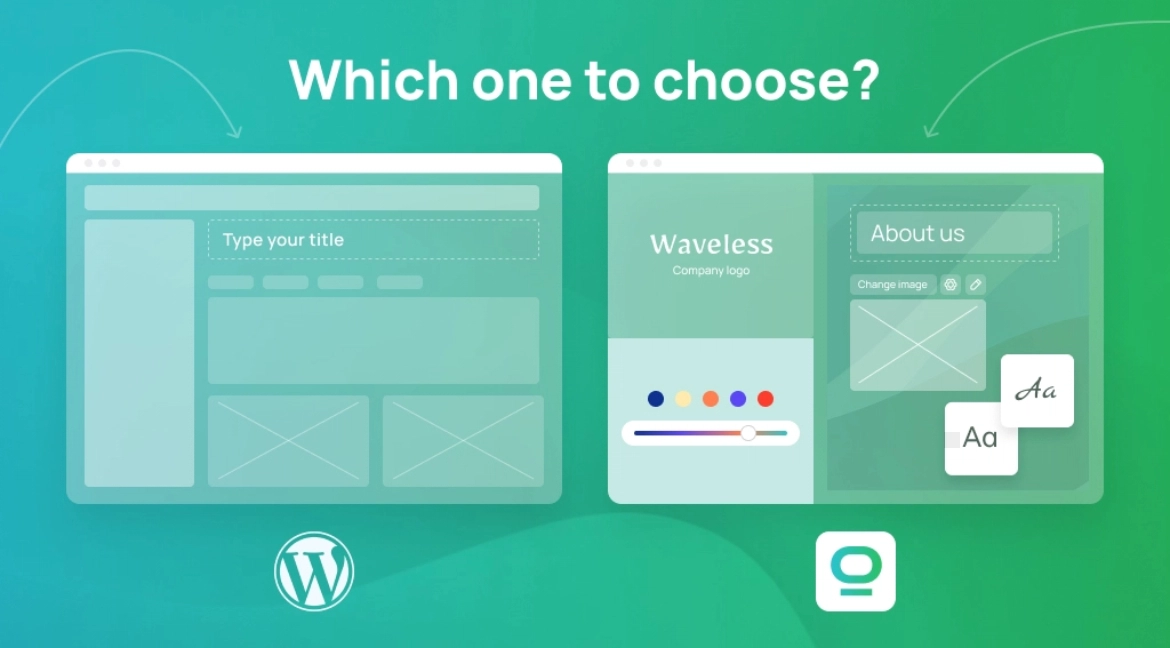 Which one to choose?
Type your title
Waveless
Company logo
About us
Change image
Aa
Aa
W